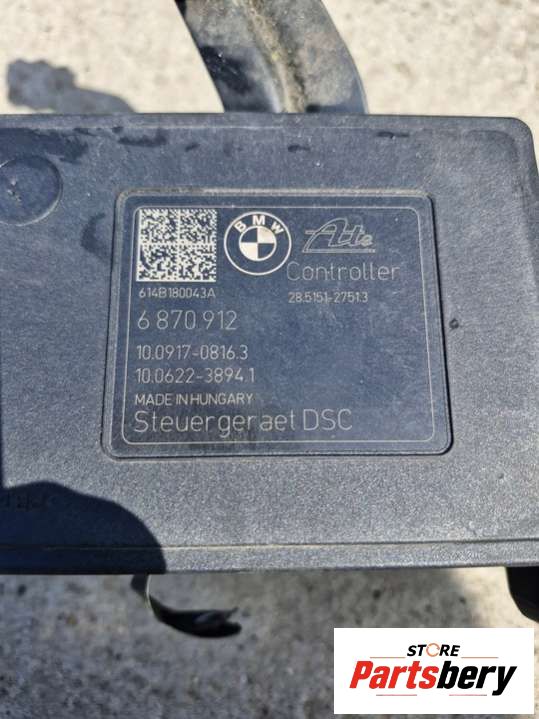 BMW
Ate
Controller
614B180043A
28.5151-2751.3
6 870 912
10.0917-0816.3
10.0622-3894.1
MADE IN HUNGARY
Steuergeraet DSC
STORE
Partsbery